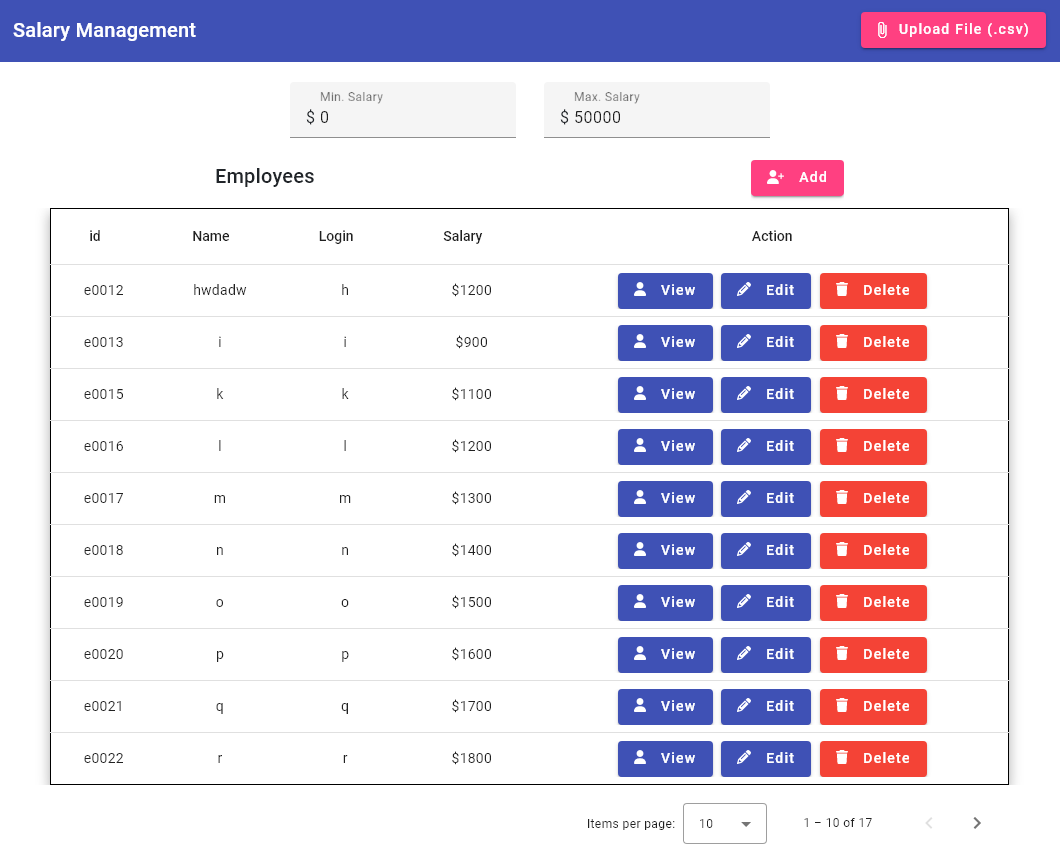 Salary Management Upload File (.csv)
Min. Salary Max. Salary
$ 0 $ 50000
Employees Add
id Name Login Salary Action
e0012 hwdadw h $1200 View Edit Delete
e0013 i i $900 View Edit Delete
e0015 k k $1100 View Edit Delete
e0016 l l $1200 View Edit Delete
e0017 m m $1300 View Edit Delete
e0018 n n $1400 View Edit Delete
e0019 o o $1500 View Edit Delete
e0020 p p $1600 View Edit Delete
e0021 q q $1700 View Edit Delete
e0022 r r $1800 View Edit Delete
Items per page: 10 1 – 10 of 17